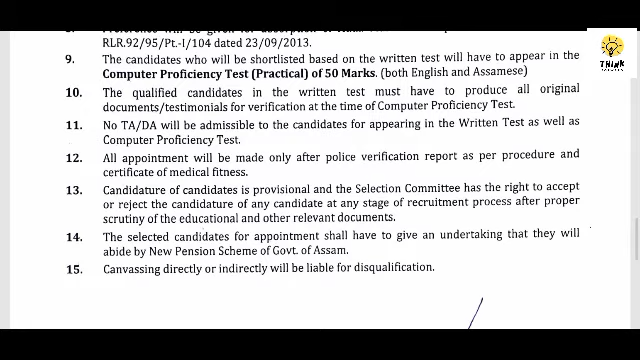 RLR.92/95/Pt.-I/104 dated 23/09/2013.
9. The candidates who will be shortlisted based on the written test will have to appear in the
Computer Proficiency Test (Practical) of 50 Marks. (both English and Assamese)
10. The qualified candidates in the written test must have to produce all original
documents/testimonials for verification at the time of Computer Proficiency Test.
11. No TA/DA will be admissible to the candidates for appearing in the Written Test as well as
Computer Proficiency Test.
12. All appointment will be made only after police verification report as per procedure and
certificate of medical fitness.
13. Candidature of candidates is provisional and the Selection Committee has the right to accept
or reject the candidature of any candidate at any stage of recruitment process after proper
scrutiny of the educational and other relevant documents.
14. The selected candidates for appointment shall have to give an undertaking that they will
abide by New Pension Scheme of Govt. of Assam.
15. Canvassing directly or indirectly will be liable for disqualification.
THINK